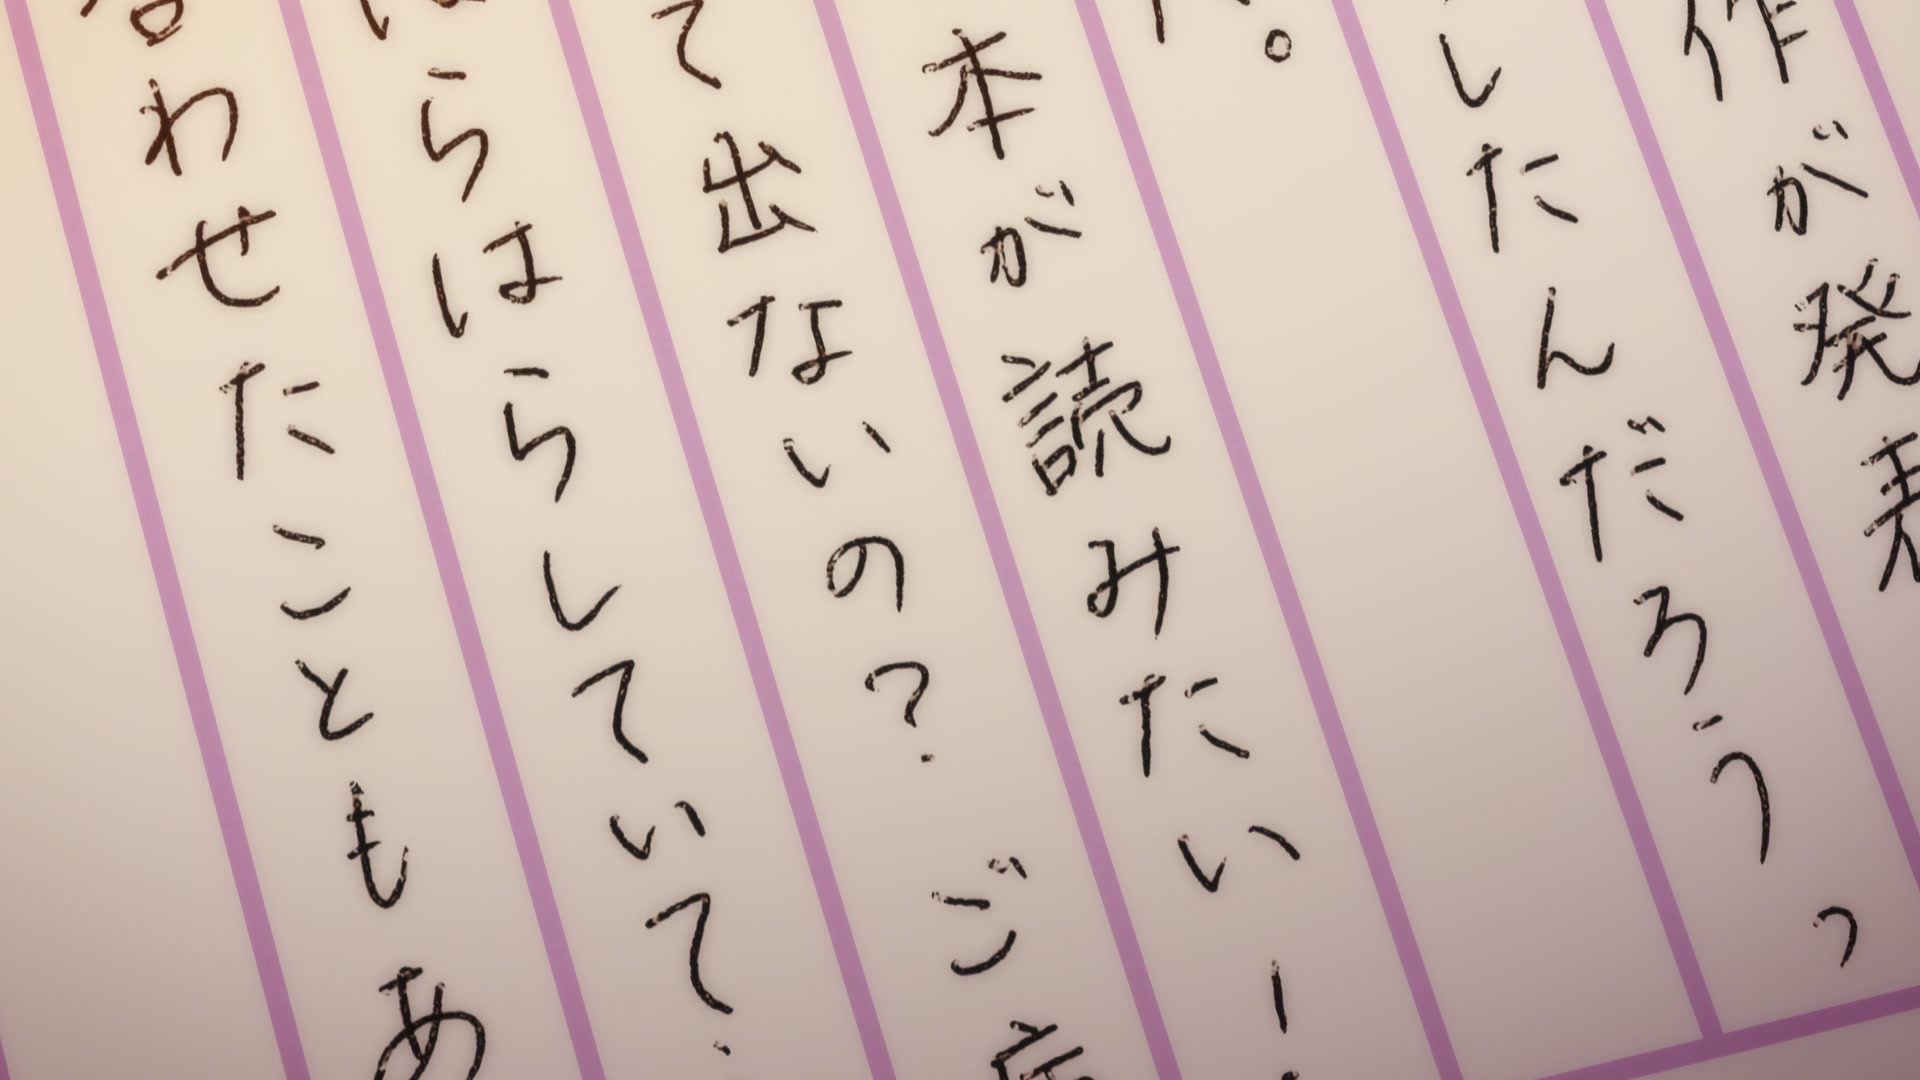 作が発表
したんだろうっ
た。
本が読みたい！
て出ないの？ご病
はらはらしていて、
合わせたこともあ